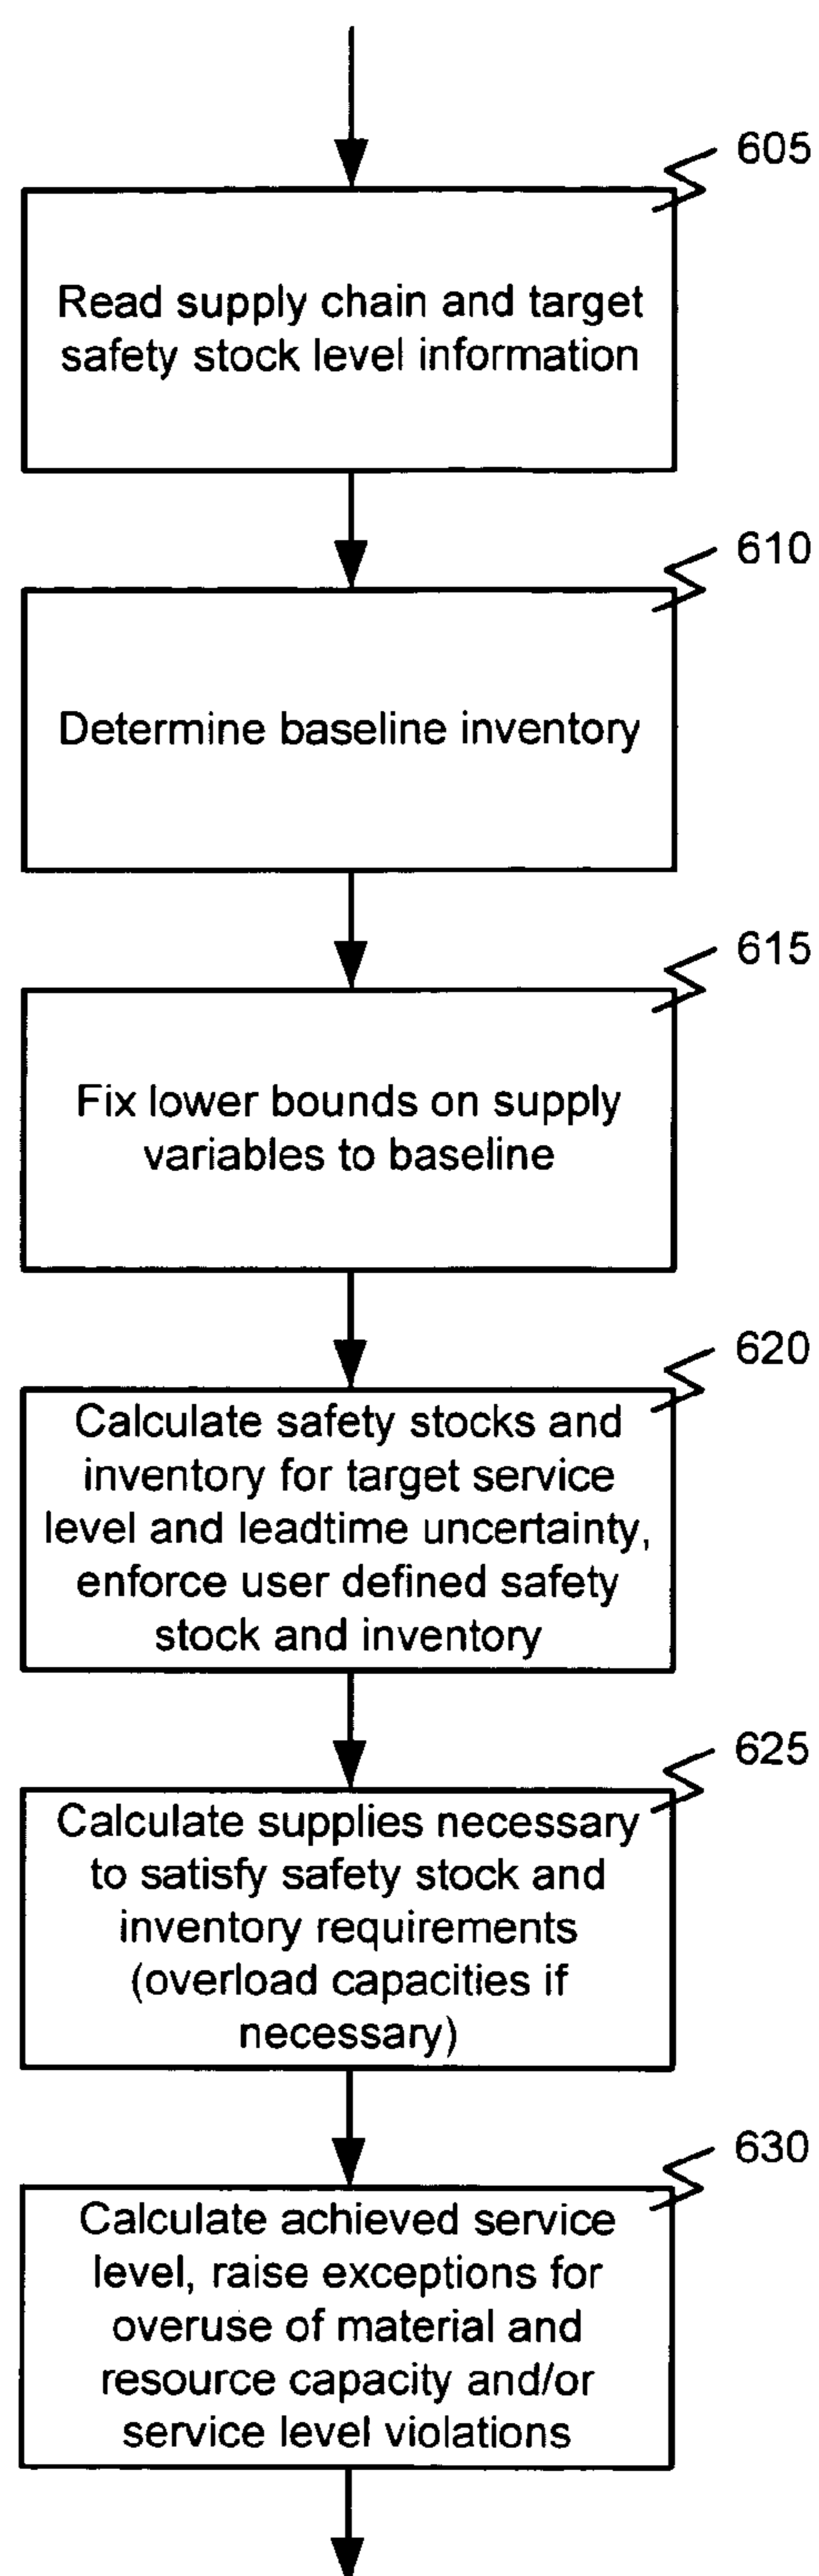 605
Read supply chain and target
safety stock level information
610
Determine baseline inventory
615
Fix lower bounds on supply
variables to baseline
620
Calculate safety stocks and
inventory for target service
level and leadtime uncertainty,
enforce user defined safety
stock and inventory
625
Calculate supplies necessary
to satisfy safety stock and
inventory requirements
(overload capacities if
necessary)
630
Calculate achieved service
level, raise exceptions for
overuse of material and
resource capacity and/or
service level violations